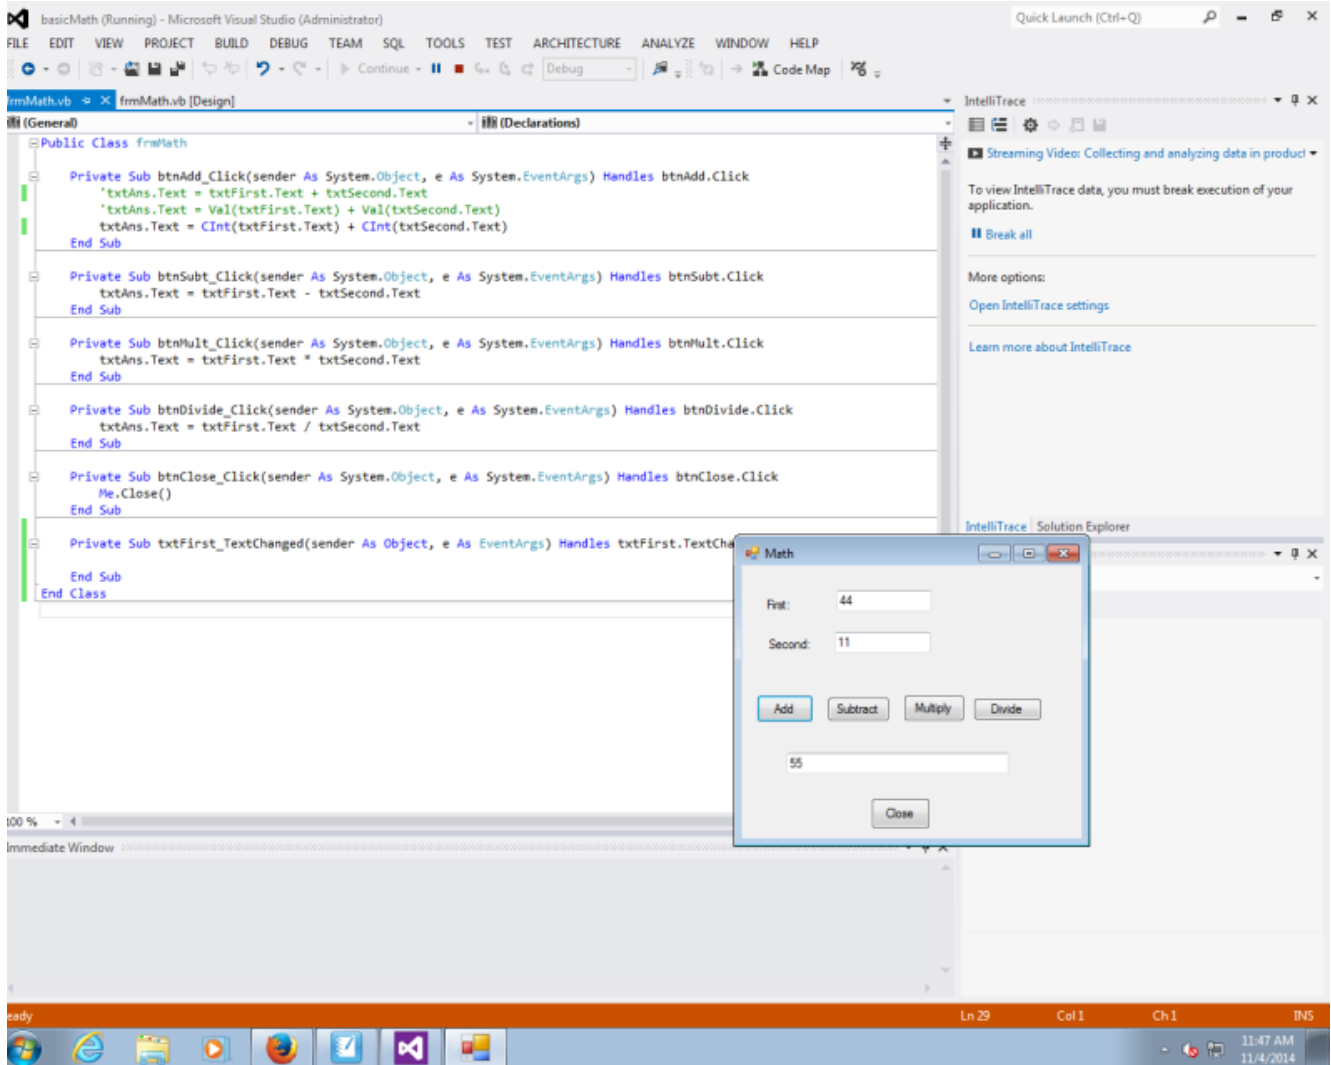 basicMath (Running) - Microsoft Visual Studio (Administrator)
Quick Launch (Ctrl+Q)
FILE EDIT VIEW PROJECT BUILD DEBUG TEAM SQL TOOLS TEST ARCHITECTURE ANALYZE WINDOW HELP
Continue Debug Code Map
frmMath.vb frmMath.vb [Design]
(General) (Declarations)
Public Class frmMath
Private Sub btnAdd_Click(sender As System.Object, e As System.EventArgs) Handles btnAdd.Click
'txtAns.Text = txtFirst.Text + txtSecond.Text
'txtAns.Text = Val(txtFirst.Text) + Val(txtSecond.Text)
txtAns.Text = CInt(txtFirst.Text) + CInt(txtSecond.Text)
End Sub
Private Sub btnSubt_Click(sender As System.Object, e As System.EventArgs) Handles btnSubt.Click
txtAns.Text = txtFirst.Text - txtSecond.Text
End Sub
Private Sub btnMult_Click(sender As System.Object, e As System.EventArgs) Handles btnMult.Click
txtAns.Text = txtFirst.Text * txtSecond.Text
End Sub
Private Sub btnDivide_Click(sender As System.Object, e As System.EventArgs) Handles btnDivide.Click
txtAns.Text = txtFirst.Text / txtSecond.Text
End Sub
Private Sub btnClose_Click(sender As System.Object, e As System.EventArgs) Handles btnClose.Click
Me.Close()
End Sub
Private Sub txtFirst_TextChanged(sender As Object, e As EventArgs) Handles txtFirst.TextCha
End Sub
End Class
100 %
Immediate Window
IntelliTrace
Streaming Video: Collecting and analyzing data in product
To view IntelliTrace data, you must break execution of your
application.
Break all
More options:
Open IntelliTrace settings
Learn more about IntelliTrace
IntelliTrace Solution Explorer
Math
First: 44
Second: 11
Add Subtract Multiply Divide
55
Close
eady Ln 29 Col 1 Ch 1 INS
11:47 AM
11/4/2014